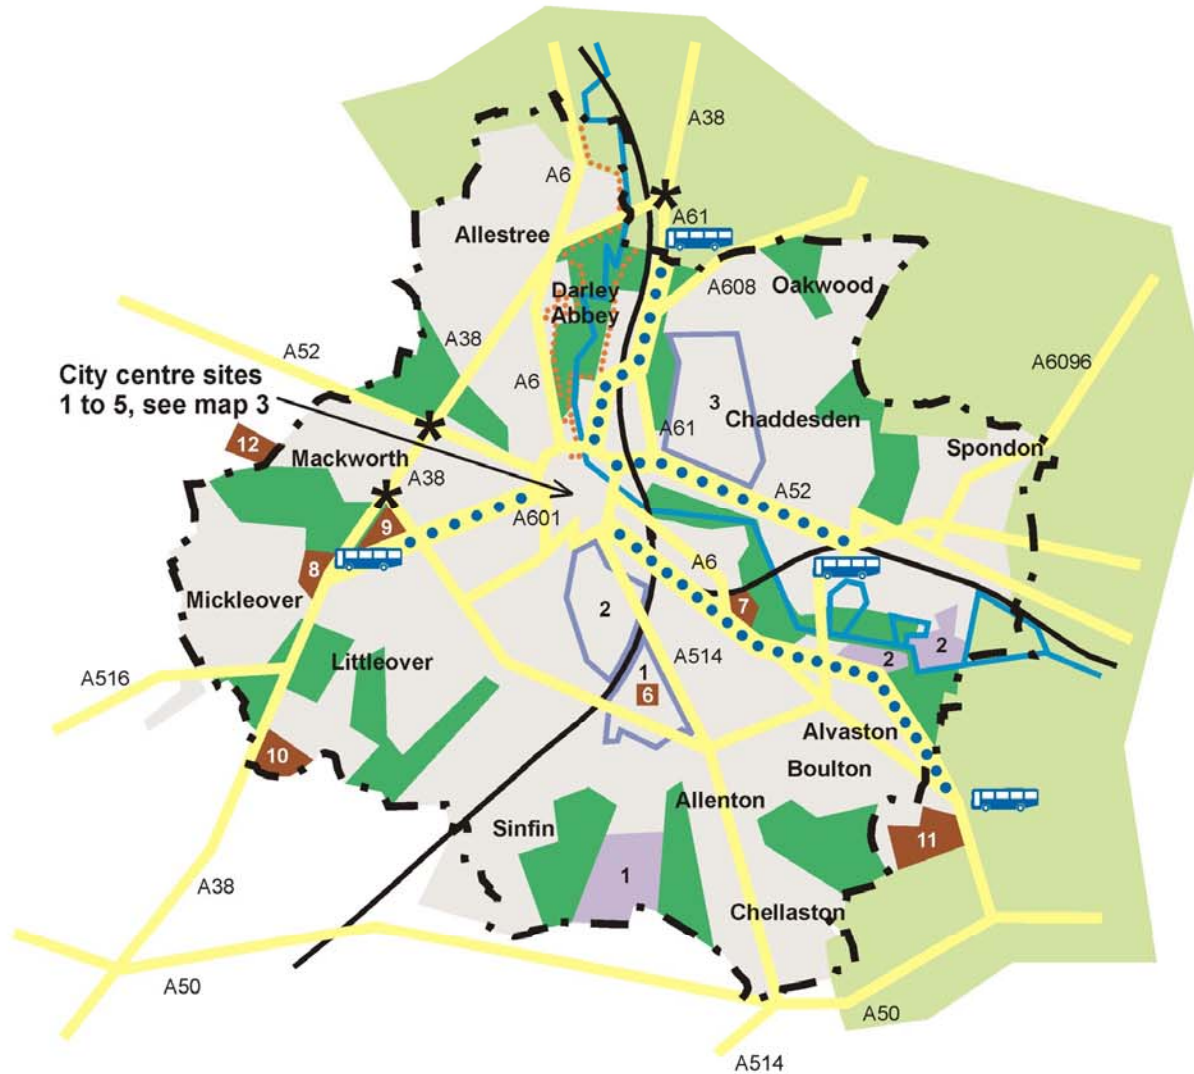 A38
A6
A61
Allestree
A608
Oakwood
Darley
Abbey
A52
A38
A6096
City centre sites
1 to 5, see map 3
A6
3
Chaddesden
A61
12
Mackworth
Spondon
A38
A52
A601
9
8
A6
Mickleover
2
7
2
2
Littleover
A514
A516
1
6
Alvaston
10
Boulton
Allenton
Sinfin
11
A38
1
Chellaston
A50
A50
A514